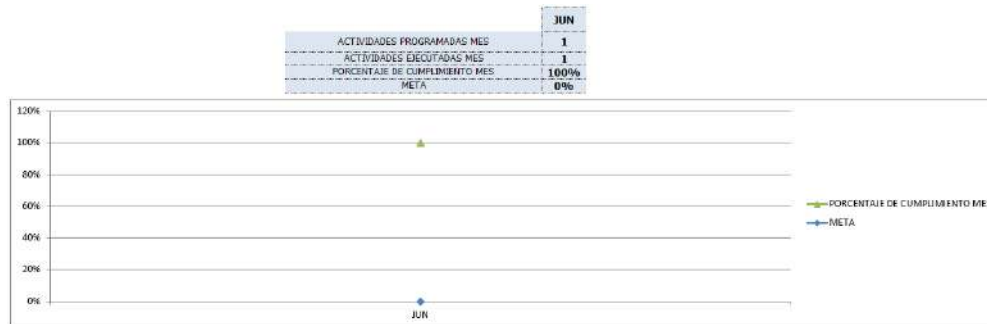 JUN
ACTIVIDADES PROGRAMADAS MES 1
ACTIVIDADES EJECUTADAS MES 1
PORCENTAJE DE CUMPLIMIENTO MES 100%
META 0%
120%
100%
80%
60%
40%
20%
0%
JUN
PORCENTAJE DE CUMPLIMIENTO ME
META